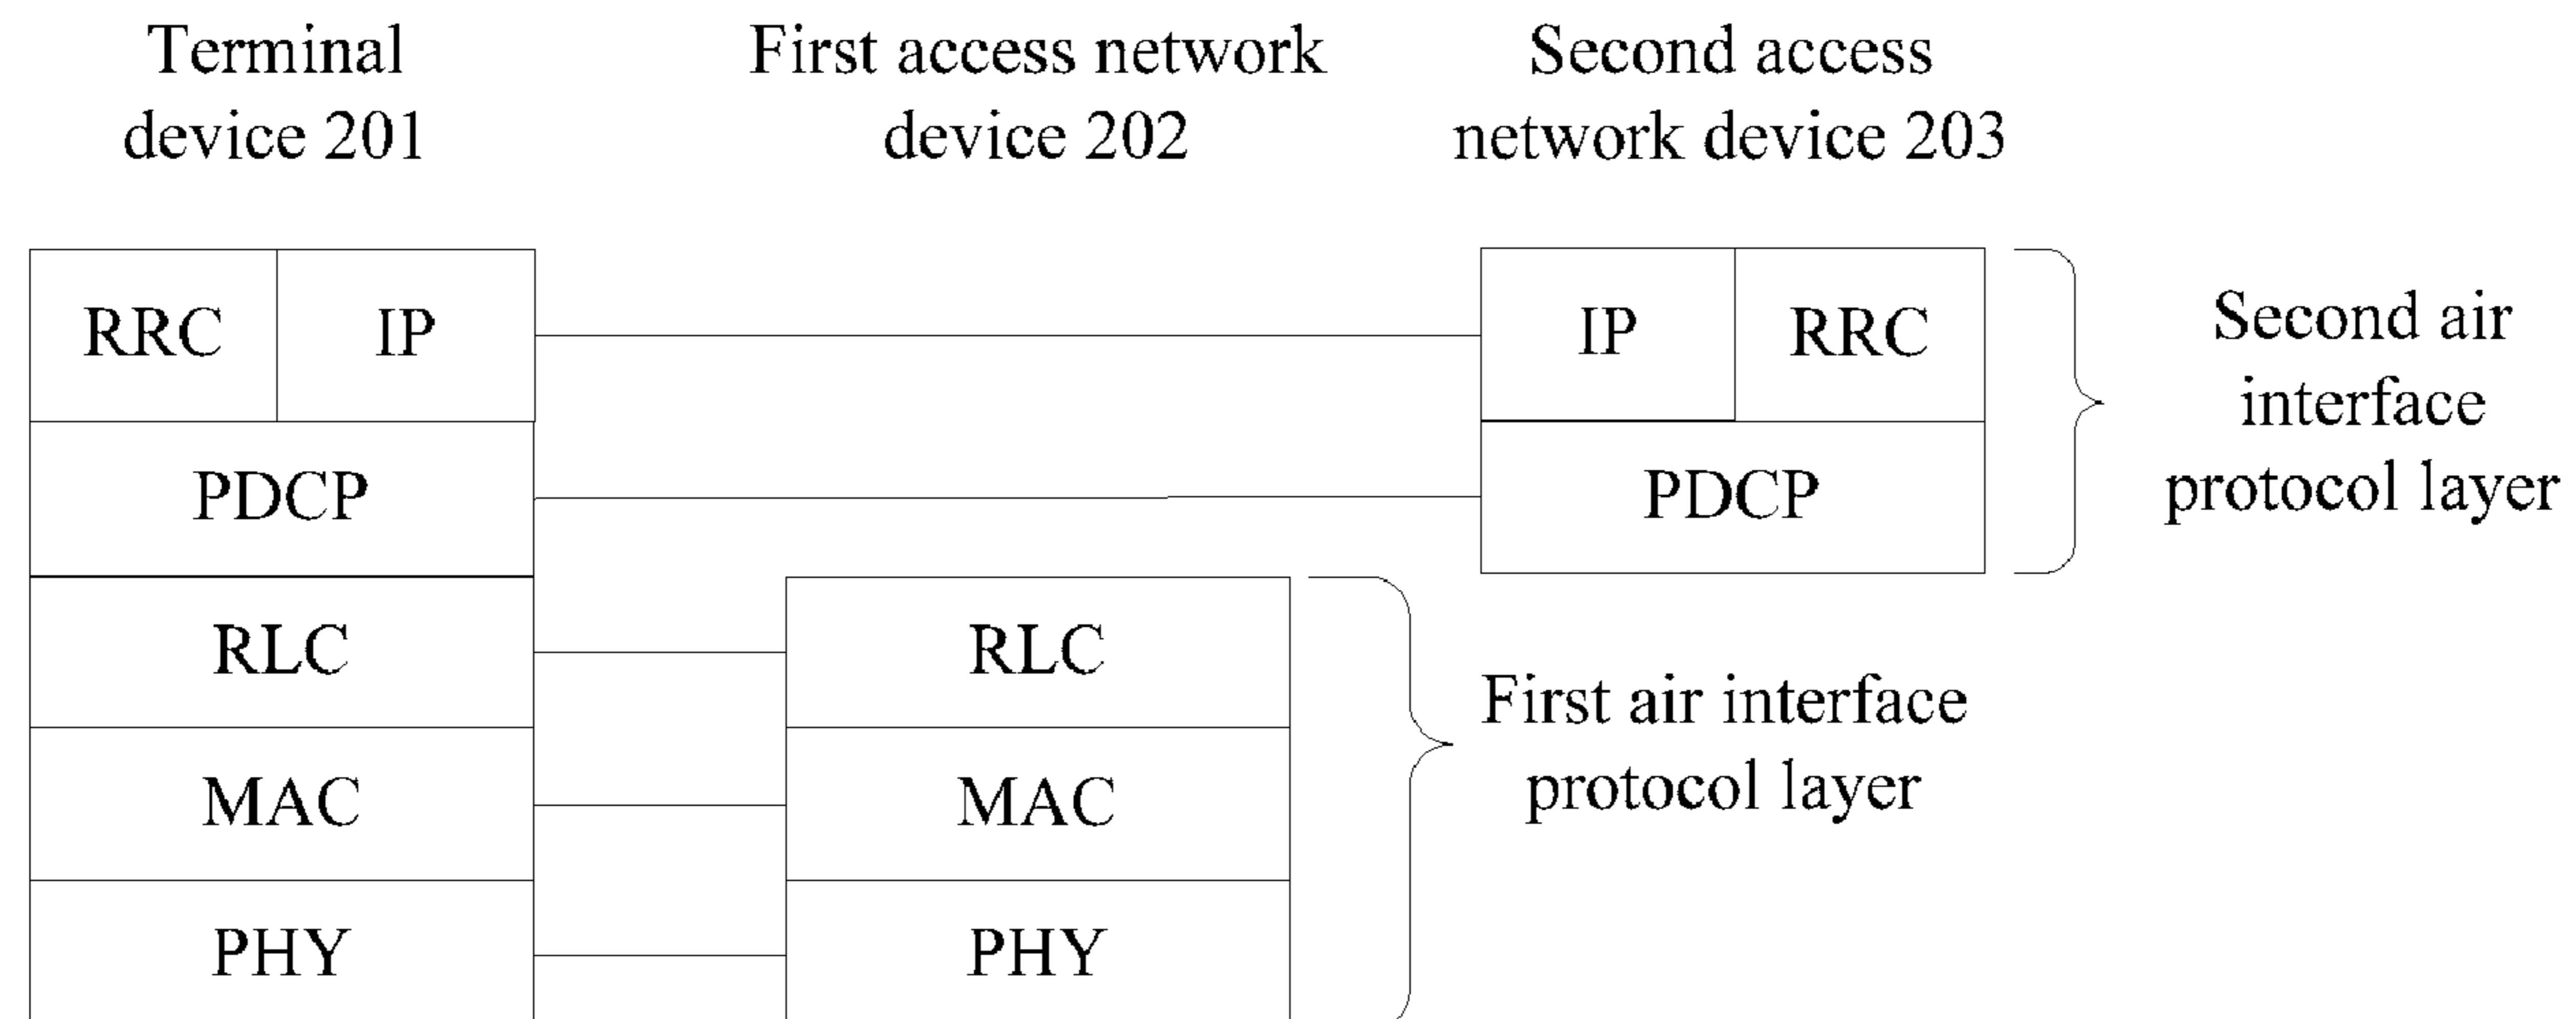 Terminal
device 201
First access network
device 202
Second access
network device 203
RRC
IP
IP
RRC
Second air
interface
protocol layer
PDCP
PDCP
RLC
RLC
First air interface
protocol layer
MAC
MAC
PHY
PHY